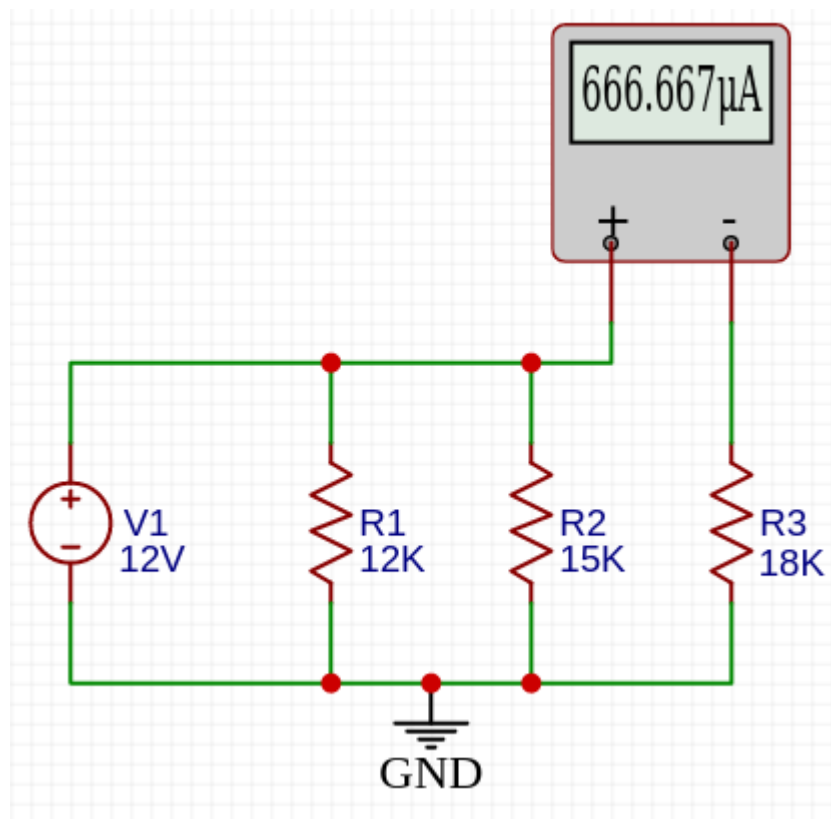 666.667µA
+ -
+
-
V1
12V
R1
12K
R2
15K
R3
18K
GND